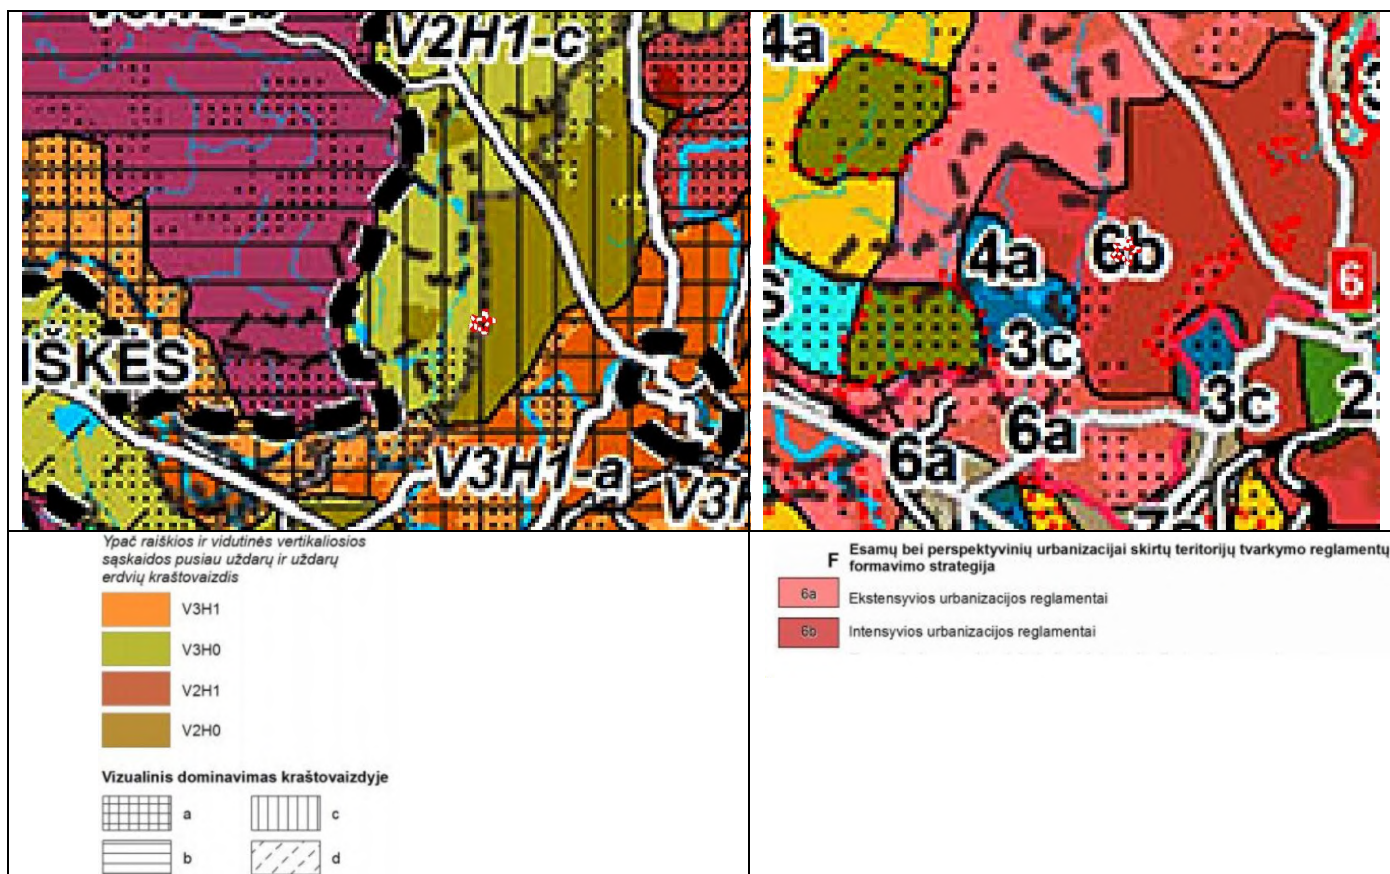 V2H1-c
IŠKĖS
V3H1-a
V3H
4a
4a
6b
3c
6
3c
2
6a
6a
Ypač raiškios ir vidutinės vertikaliosios
sąskaidos pusiau uždarų ir uždarų
erdvių kraštovaizdis
V3H1
V3H0
V2H1
V2H0
Vizualinis dominavimas kraštovaizdyje
a
c
b
d
F Esamų bei perspektyvinių urbanizacijai skirtų teritorijų tvarkymo reglamentų
formavimo strategija
6a Ekstensyvios urbanizacijos reglamentai
6b Intensyvios urbanizacijos reglamentai